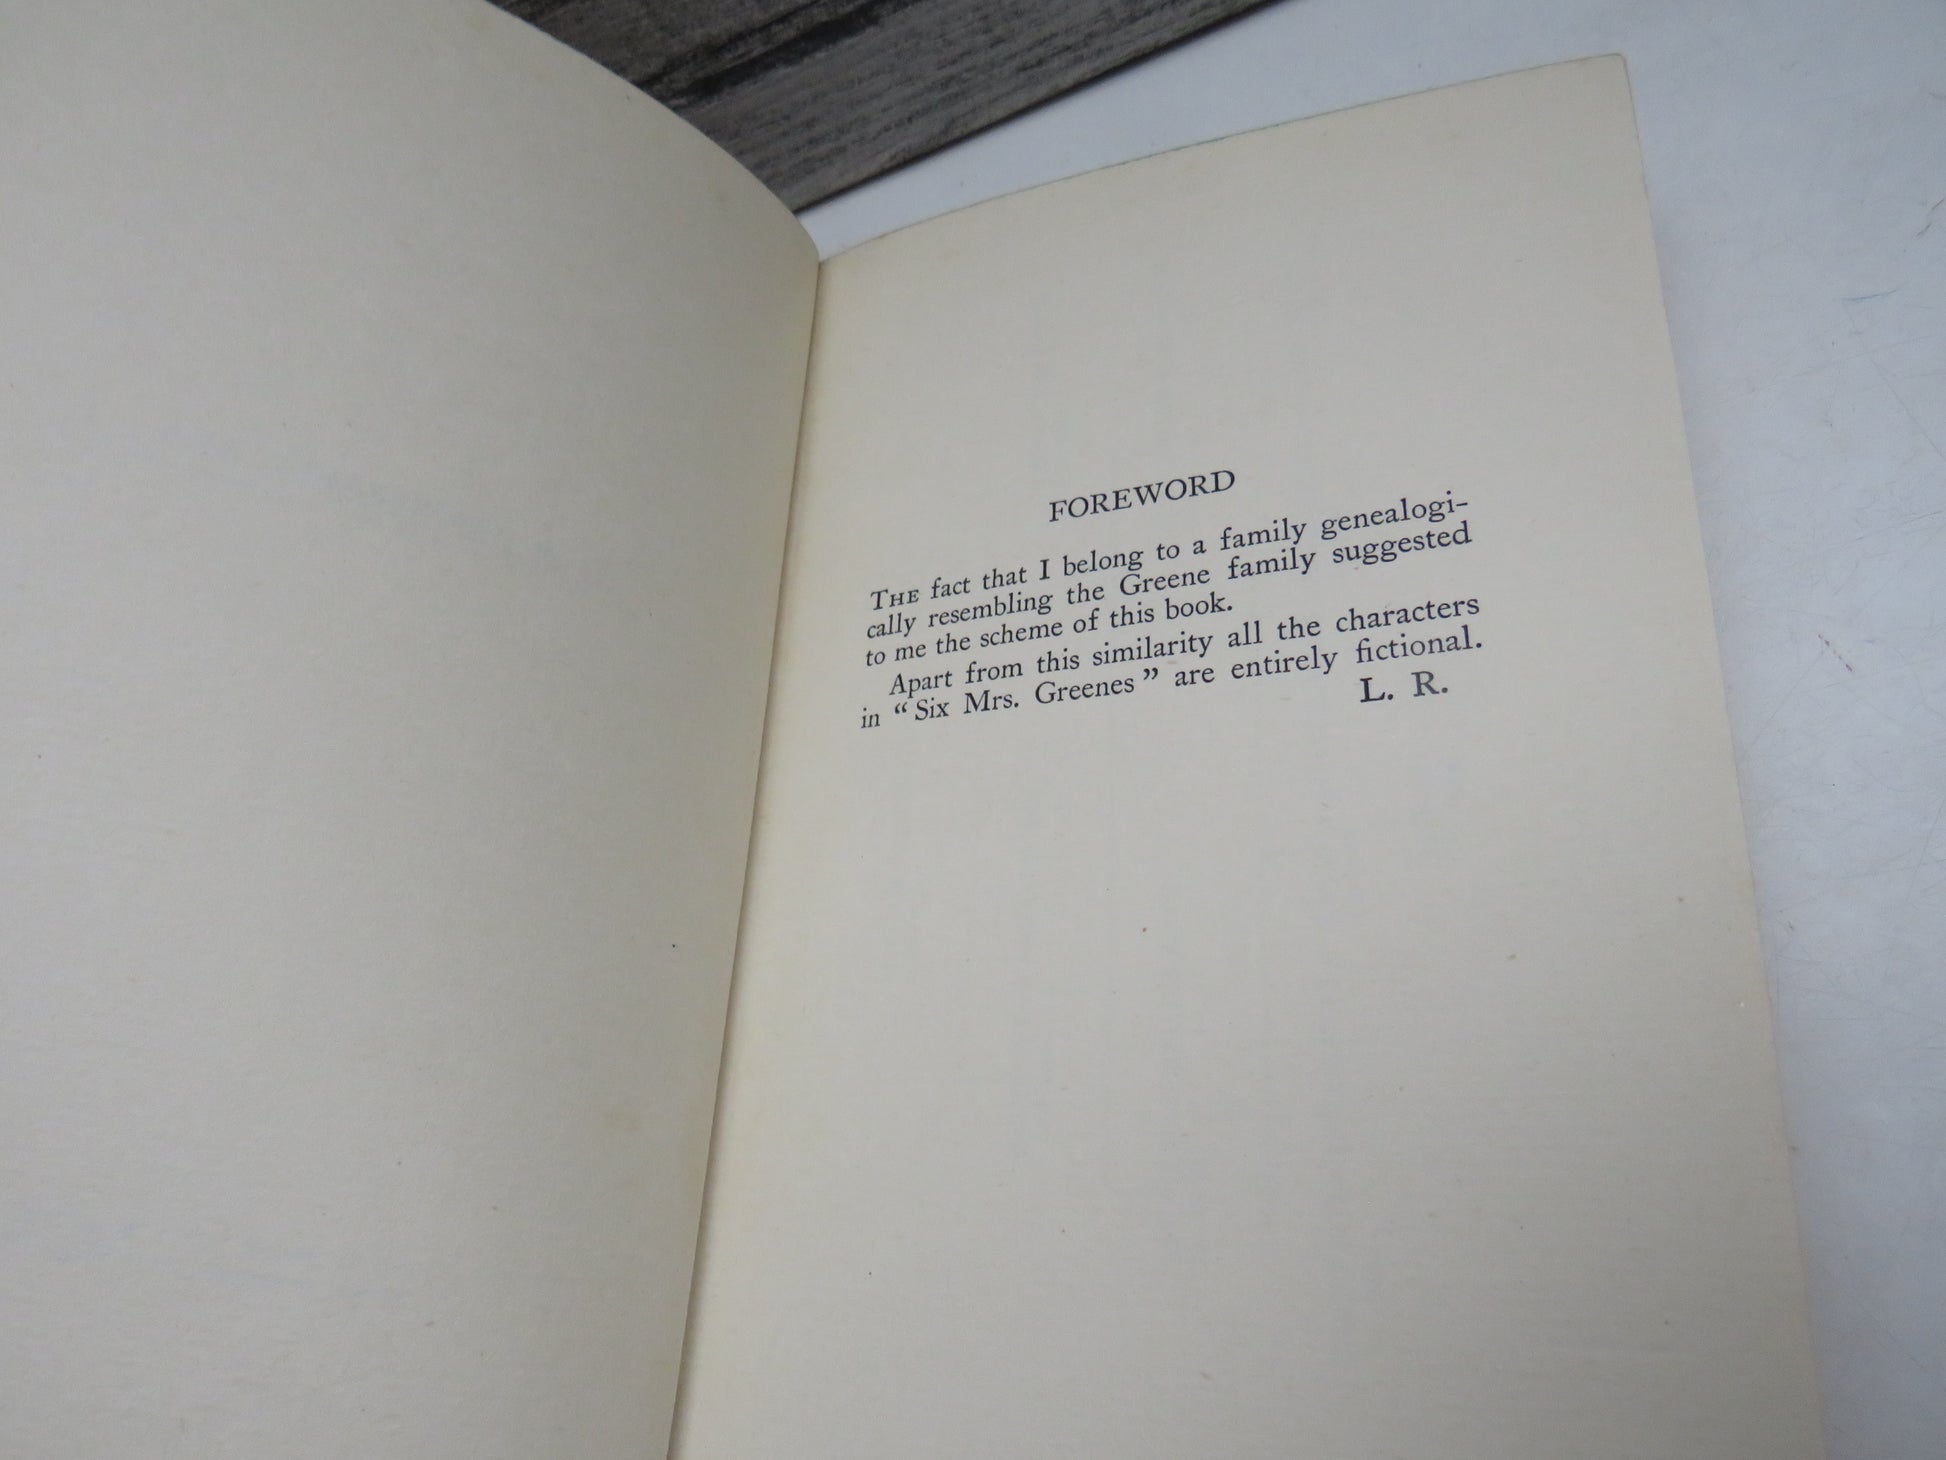 FOREWORD
THE fact that I belong to a family genealogi-
cally resembling the Greene family suggested
to me the scheme of this book.
Apart from this similarity all the characters
in “Six Mrs. Greenes” are entirely fictional.
L. R.